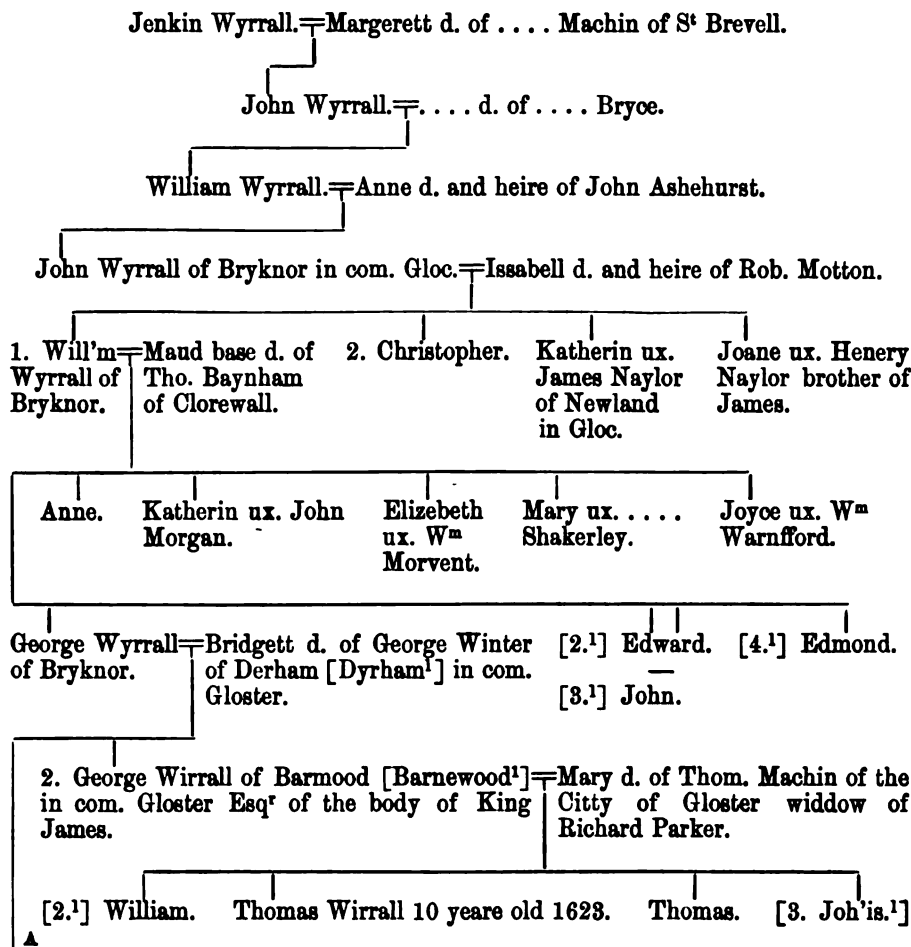 Jenkin Wyrrall.=Margerett d. of .... Machin of Sᵗ Brevell.
John Wyrrall.=.... d. of .... Bryce.
William Wyrrall.=Anne d. and heire of John Ashehurst.
John Wyrrall of Bryknor in com. Gloc.=Issabell d. and heire of Rob. Motton.
1. Will'm=Maud base d. of 2. Christopher. Katherin ux. Joane ux. Henery
Wyrrall of Tho. Baynham James Naylor Naylor brother of
Bryknor. of Clorewall. of Newland James.
in Gloc.
Anne. Katherin ux. John Elizebeth Mary ux. ..... Joyce ux. Wᵐ
Morgan. ux. Wᵐ Shakerley. Warnfford.
Morvent.
George Wyrrall=Bridgett d. of George Winter [2.¹] Edward. [4.¹] Edmond.
of Bryknor. of Derham [Dyrham¹] in com.
Gloster. [3.¹] John.
2. George Wirrall of Barmood [Barnewood¹]=Mary d. of Thom. Machin of the
in com. Gloster Esqʳ of the body of King Citty of Gloster widdow of
James. Richard Parker.
[2.¹] William. Thomas Wirrall 10 yeare old 1623. Thomas. [3. Joh'is.¹]
A